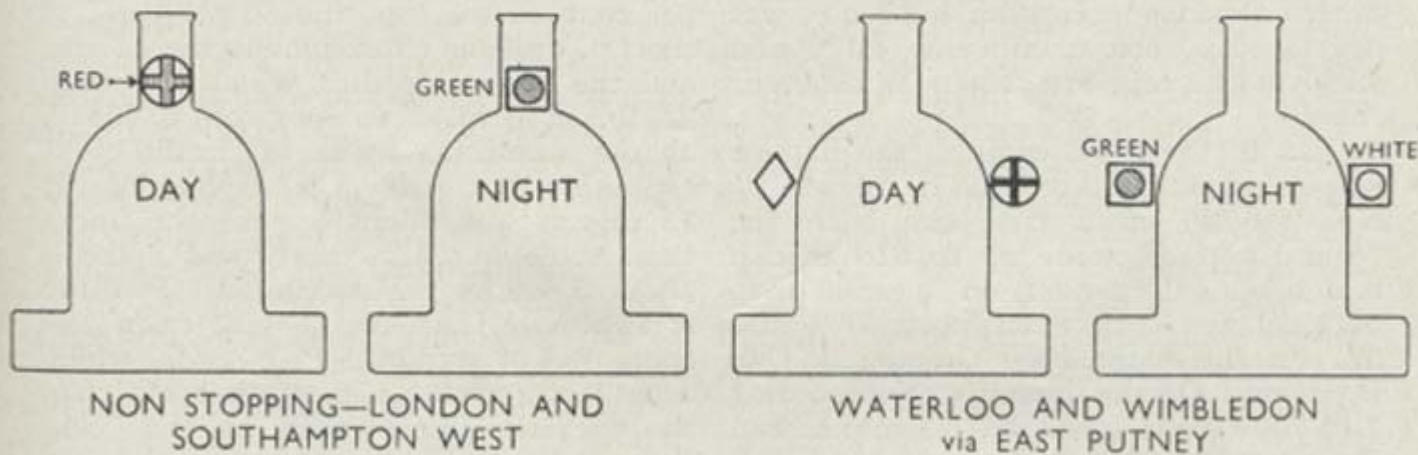 RED
DAY
GREEN
NIGHT
DAY
GREEN
NIGHT
WHITE
NON STOPPING—LONDON AND
SOUTHAMPTON WEST
WATERLOO AND WIMBLEDON
via EAST PUTNEY